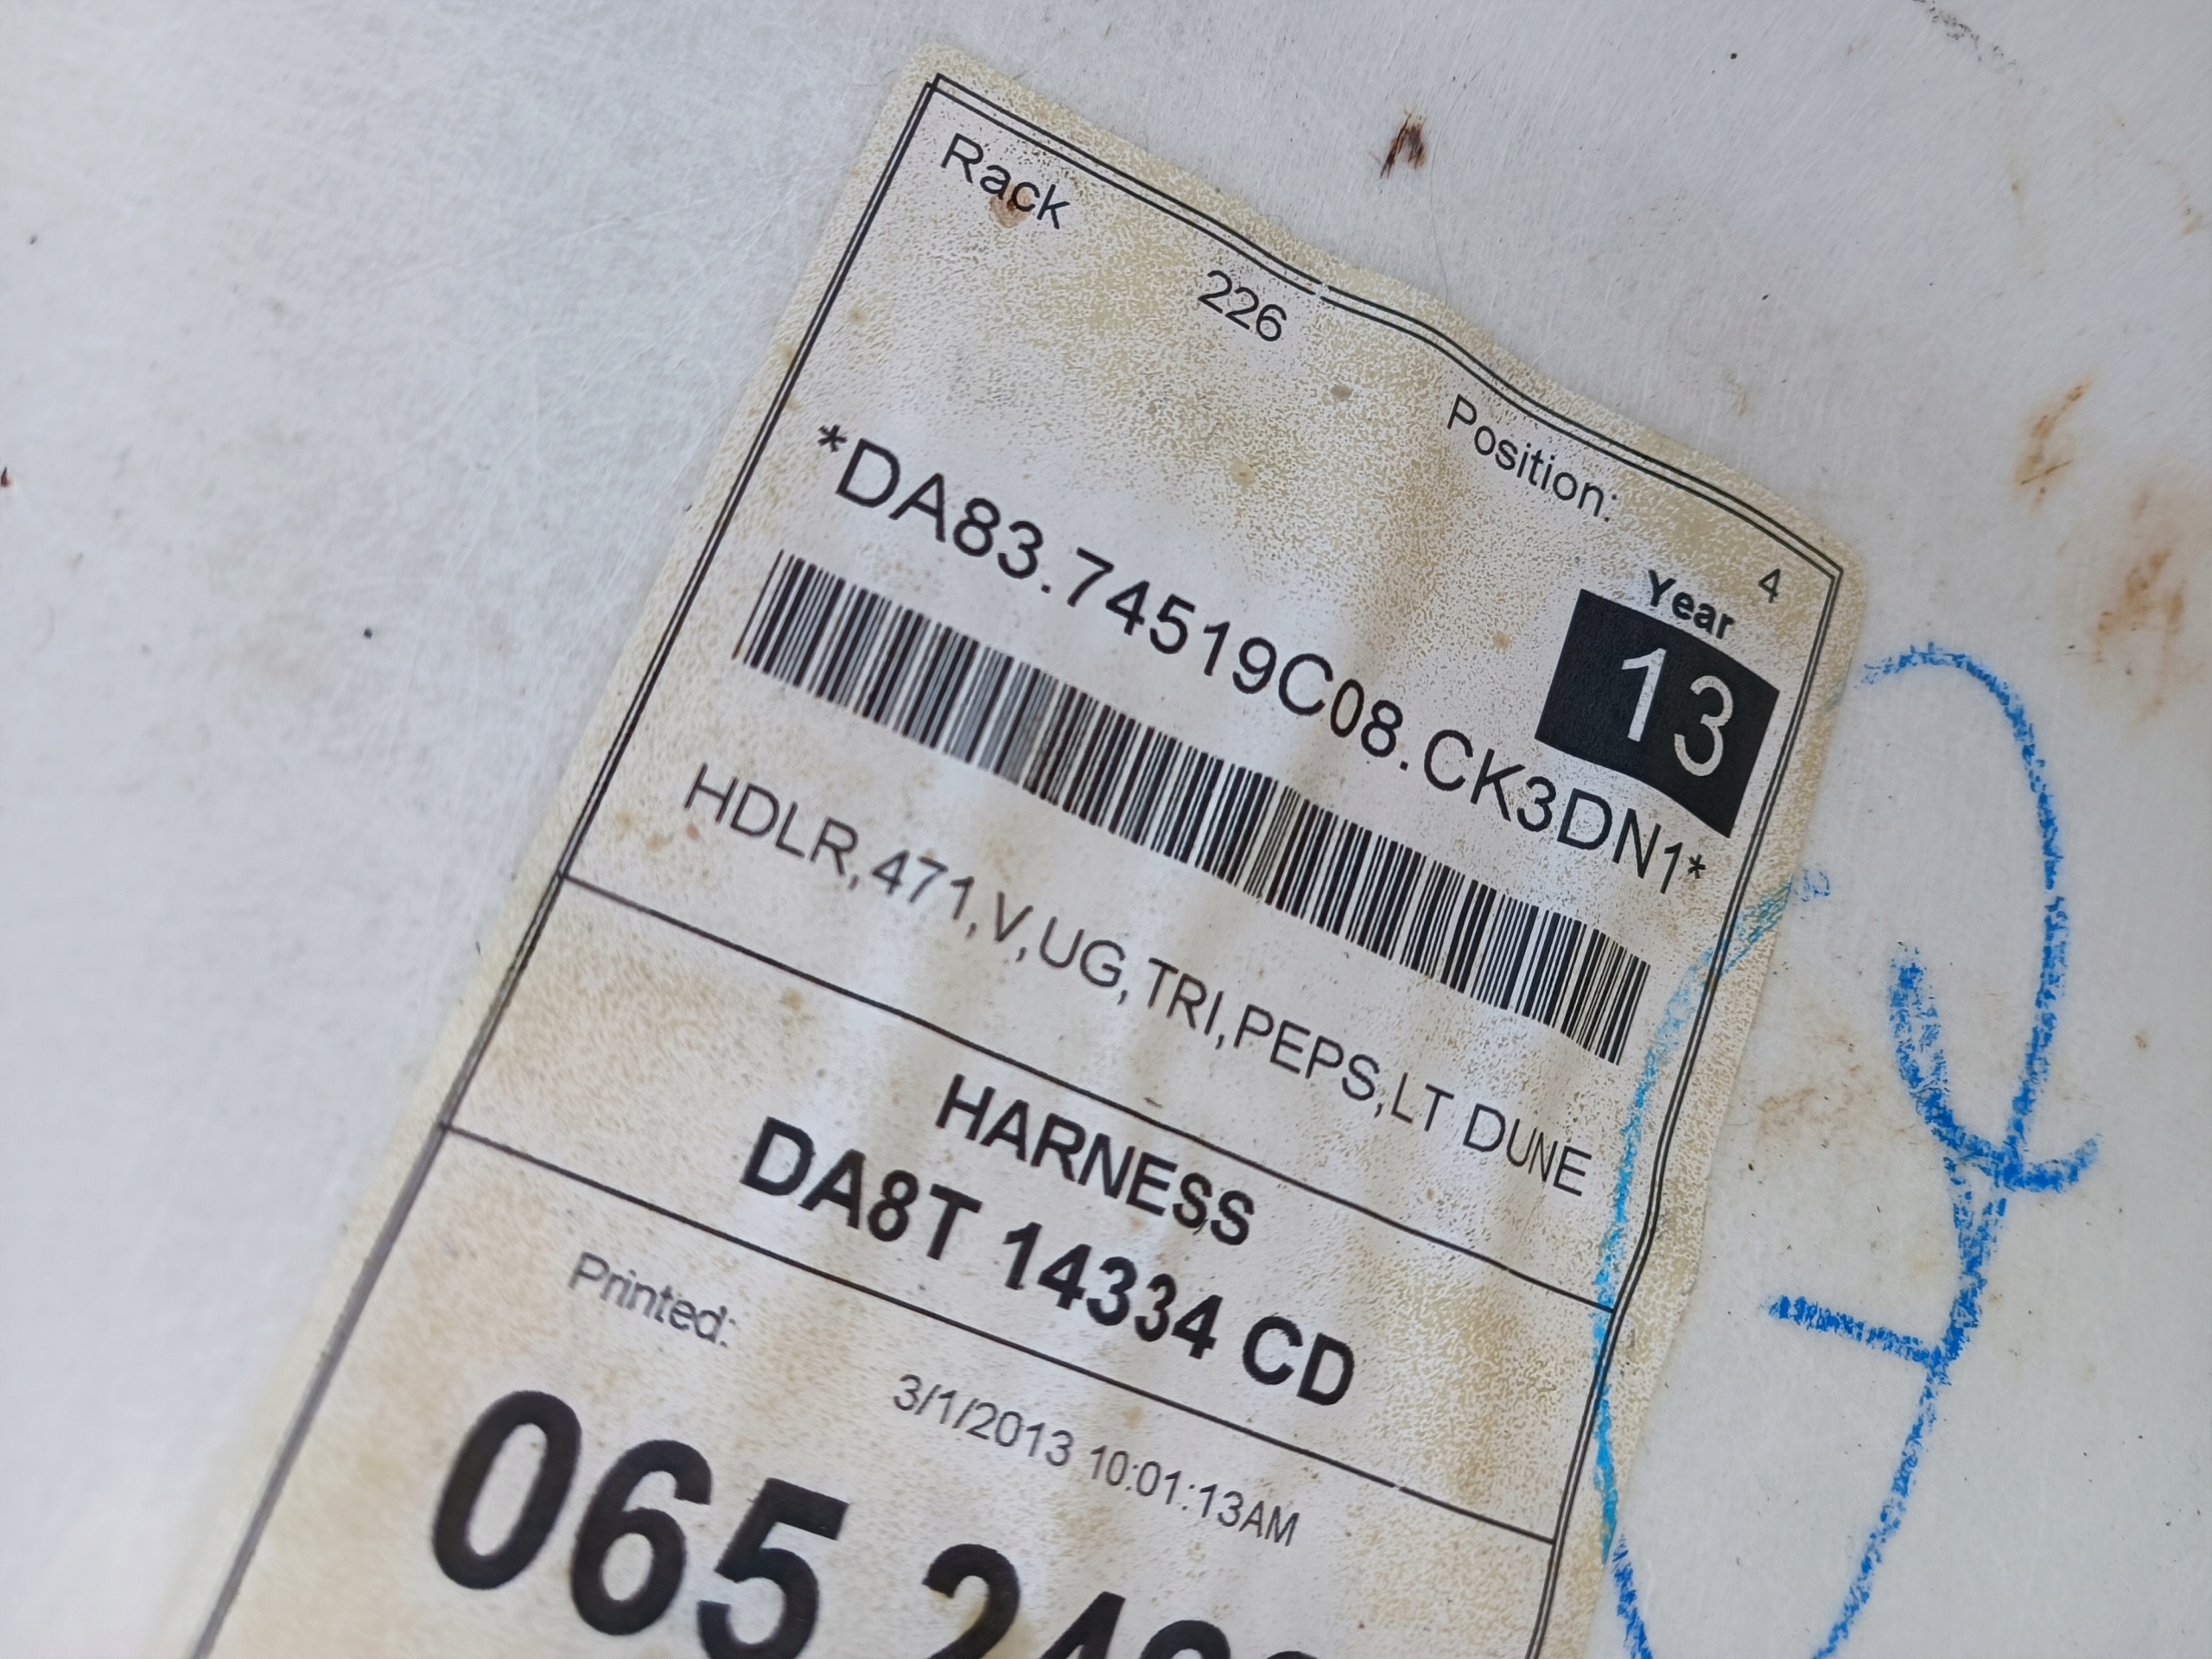 Rack 226 Position: 4
Year
13
*DA83.74519C08.CK3DN1*
HDLR,471,V,UG,TRI,PEPS,LT DUNE
HARNESS
DA8T 14334 CD
Printed: 3/1/2013 10:01:13AM
065